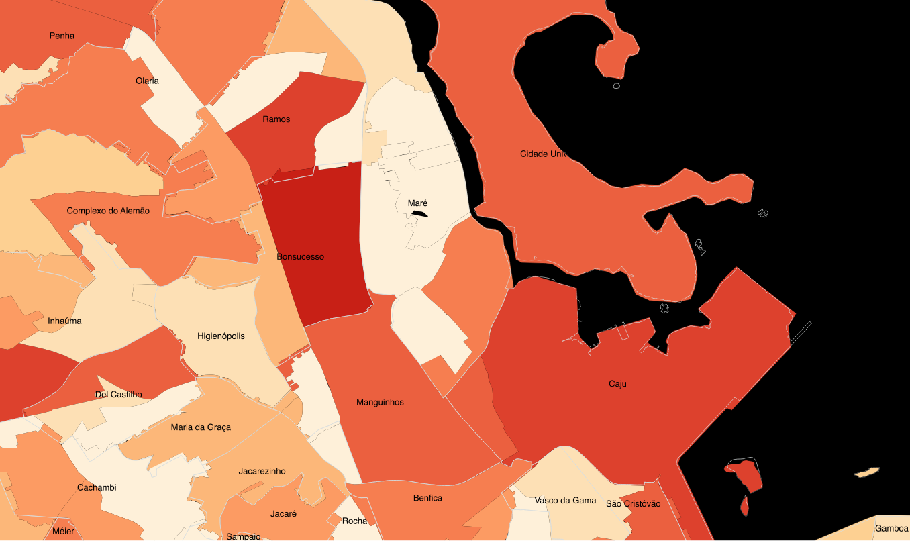 Penha
Olaria
Ramos
Cidade Uni
Maré
Complexo do Alemão
Bonsucesso
Inhaúma
Higienópolis
Caju
Del Castilho
Manguinhos
Maria da Graça
Jacarezinho
Cachambi
Benfica
Vasco da Gama
São Cristóvão
Jacaré
Rocha
Gamboa
Méier
Sampaio